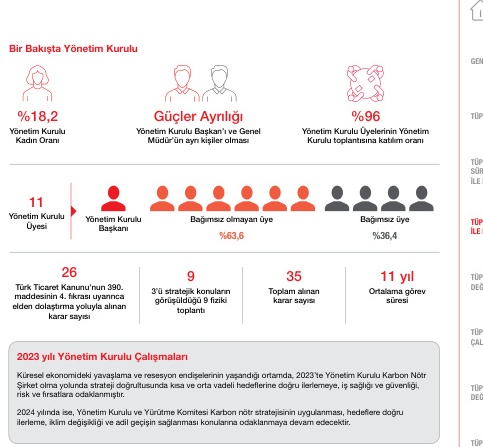 Bir Bakışta Yönetim Kurulu
%18,2
Yönetim Kurulu
Kadın Oranı
Güçler Ayrılığı
Yönetim Kurulu Başkan'ı ve Genel
Müdür'ün ayrı kişiler olması
%96
Yönetim Kurulu Üyelerinin Yönetim
Kurulu toplantısına katılım oranı
11
Yönetim Kurulu
Üyesi
Yönetim Kurulu
Başkanı
Bağımsız olmayan üye
%63,6
Bağımsız üye
%36,4
26
Türk Ticaret Kanunu'nun 390.
maddesinin 4. fıkrası uyarınca
elden dolaştırma yoluyla alınan
karar sayısı
9
3'ü stratejik konuların
görüşüldüğü 9 fiziki
toplantı
35
Toplam alınan
karar sayısı
11 yıl
Ortalama görev
süresi
2023 yılı Yönetim Kurulu Çalışmaları
Küresel ekonomideki yavaşlama ve resesyon endişelerinin yaşandığı ortamda, 2023'te Yönetim Kurulu Karbon Nötr
Şirket olma yolunda strateji doğrultusunda kısa ve orta vadeli hedeflerine doğru ilerlemeye, iş sağlığı ve güvenliği,
risk ve fırsatlara odaklanmıştır.
2024 yılında ise, Yönetim Kurulu ve Yürütme Komitesi Karbon nötr stratejisinin uygulanması, hedeflere doğru
ilerleme, iklim değişikliği ve adil geçişin sağlanması konularına odaklanmaya devam edecektir.
GEN
TÜP
TÜP
SÜR
İLE
TÜP
İLE
TÜP
DEĞ
TÜP
ÇAL
TÜP
DEĞ
TÜP